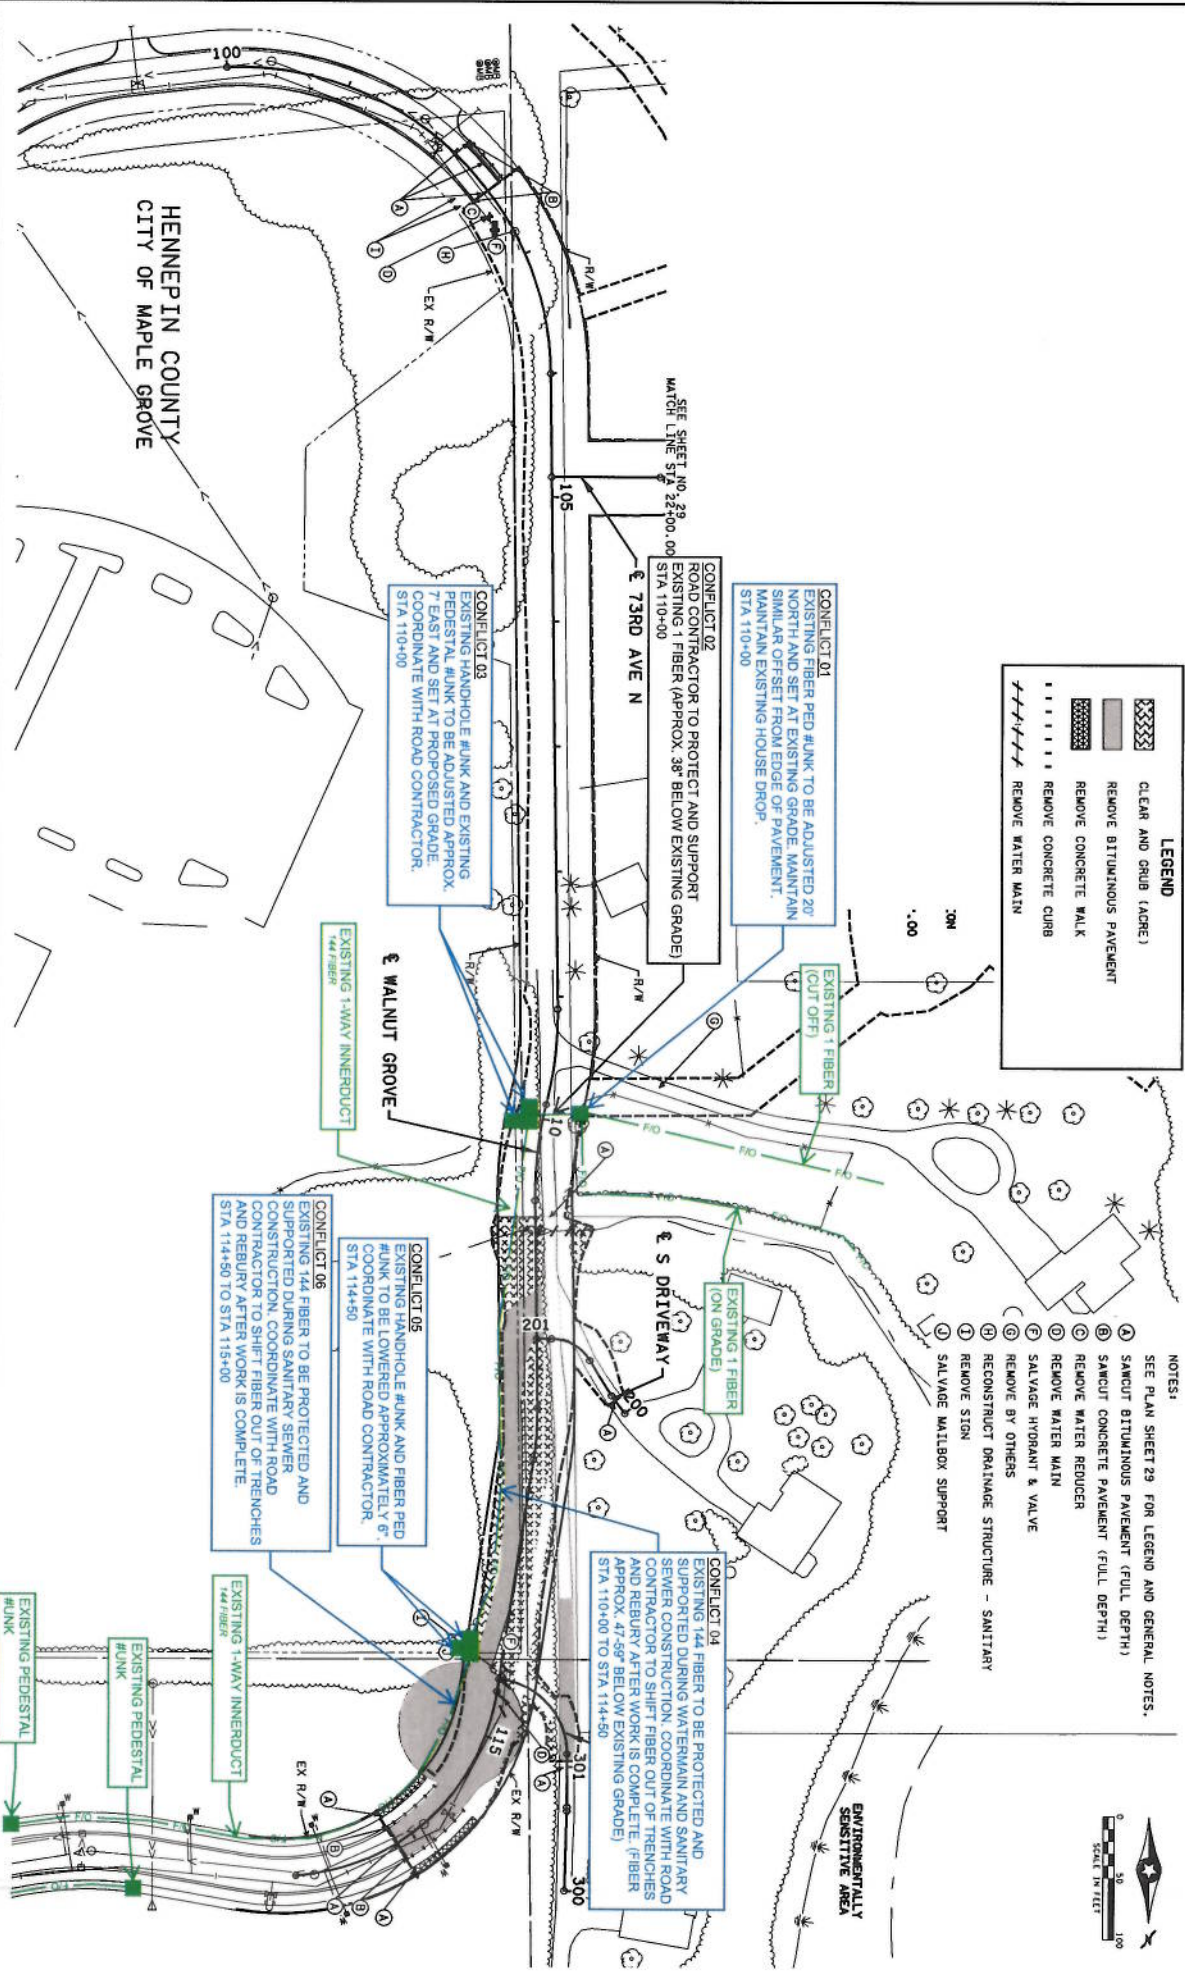 LEGEND
CLEAR AND GRUB (ACRE)
REMOVE BITUMINOUS PAVEMENT
REMOVE CONCRETE WALK
REMOVE CONCRETE CURB
REMOVE WATER MAIN
NOTES:
SEE PLAN SHEET 29 FOR LEGEND AND GENERAL NOTES.
A SAWCUT BITUMINOUS PAVEMENT (FULL DEPTH)
B SAWCUT CONCRETE PAVEMENT (FULL DEPTH)
C REMOVE WATER REDUCER
D REMOVE WATER MAIN
F SALVAGE HYDRANT & VALVE
G REMOVE BY OTHERS
H RECONSTRUCT DRAINAGE STRUCTURE - SANITARY
I REMOVE SIGN
J SALVAGE MAILBOX SUPPORT
0 50 100
SCALE IN FEET
ENVIRONMENTALLY
SENSITIVE AREA
SEE SHEET NO. 29
MATCH LINE STA 22+00.00
CONFLICT 01
EXISTING FIBER PED #UNK TO BE ADJUSTED 20'
NORTH AND SET AT EXISTING GRADE. MAINTAIN
SIMILAR OFFSET FROM EDGE OF PAVEMENT.
MAINTAIN EXISTING HOUSE DROP.
STA 110+00
CONFLICT 02
ROAD CONTRACTOR TO PROTECT AND SUPPORT
EXISTING 1 FIBER (APPROX. 38" BELOW EXISTING GRADE)
STA 110+00
℄ 73RD AVE N
CONFLICT 03
EXISTING HANDHOLE #UNK AND EXISTING
PEDESTAL #UNK TO BE ADJUSTED APPROX.
7' EAST AND SET AT PROPOSED GRADE.
COORDINATE WITH ROAD CONTRACTOR.
STA 110+00
EXISTING 1 FIBER
(CUT OFF)
EXISTING 1 FIBER
(ON GRADE)
℄ S DRIVEWAY
CONFLICT 04
EXISTING 144 FIBER TO BE PROTECTED AND
SUPPORTED DURING WATERMAIN AND SANITARY
SEWER CONSTRUCTION. COORDINATE WITH ROAD
CONTRACTOR TO SHIFT FIBER OUT OF TRENCHES
AND REBURY AFTER WORK IS COMPLETE. (FIBER
APPROX. 47-59" BELOW EXISTING GRADE)
STA 110+00 TO STA 114+50
CONFLICT 05
EXISTING HANDHOLE #UNK AND FIBER PED
#UNK TO BE LOWERED APPROXIMATELY 6".
COORDINATE WITH ROAD CONTRACTOR.
STA 114+50
CONFLICT 06
EXISTING 144 FIBER TO BE PROTECTED AND
SUPPORTED DURING SANITARY SEWER
CONSTRUCTION. COORDINATE WITH ROAD
CONTRACTOR TO SHIFT FIBER OUT OF TRENCHES
AND REBURY AFTER WORK IS COMPLETE.
STA 114+50 TO STA 115+00
℄ WALNUT GROVE
EXISTING 1-WAY INNERDUCT
144 FIBER
EXISTING 1-WAY INNERDUCT
144 FIBER
EXISTING PEDESTAL
#UNK
EXISTING PEDESTAL
#UNK
HENNEPIN COUNTY
CITY OF MAPLE GROVE
100
105
110
115
200
201
300
301
R/W
R/W
R/W
EX R/W
EX R/W
EX R/W
F/O
F/O
F/O